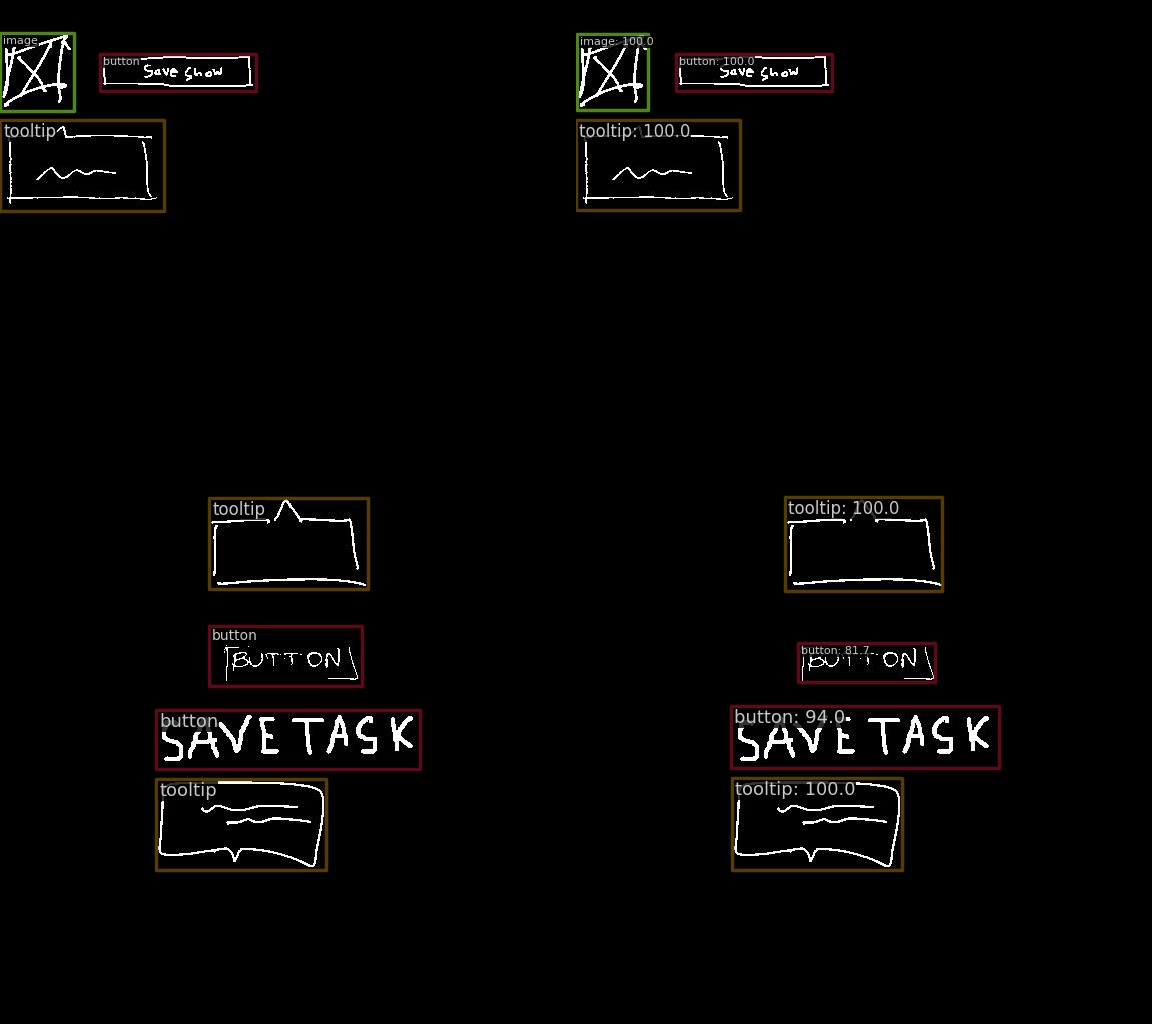 image image: 100.0
Save Show button button: 100.0 Save Show
tooltip tooltip: 100.0
tooltip tooltip: 100.0
button
BUTTON button: 81.7 BUTTON
button button: 94.0
SAVE TASK SAVE TASK
tooltip tooltip: 100.0